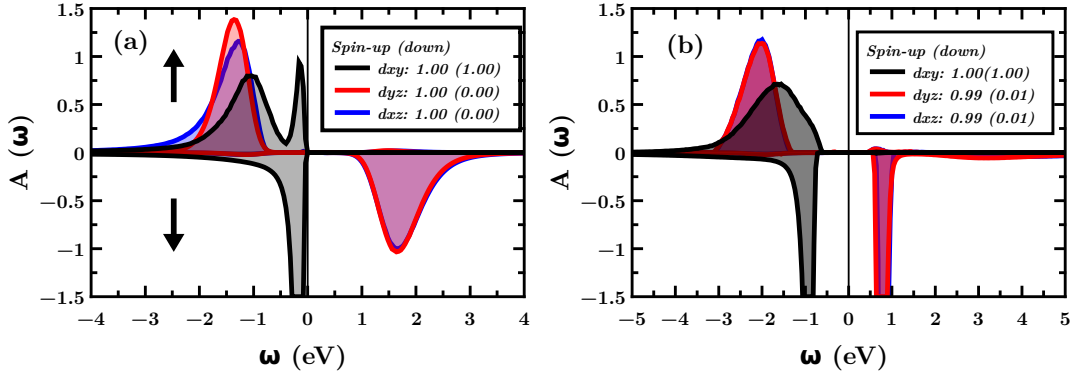 (a)
Spin-up (down)
dxy: 1.00 (1.00)
dyz: 1.00 (0.00)
dxz: 1.00 (0.00)
1.5
1
0.5
0
−0.5
−1
−1.5
A (ω)
−4 −3 −2 −1 0 1 2 3 4
ω (eV)
(b)
Spin-up (down)
dxy: 1.00(1.00)
dyz: 0.99 (0.01)
dxz: 0.99 (0.01)
1.5
1
0.5
0
−0.5
−1
−1.5
A (ω)
−5 −4 −3 −2 −1 0 1 2 3 4 5
ω (eV)